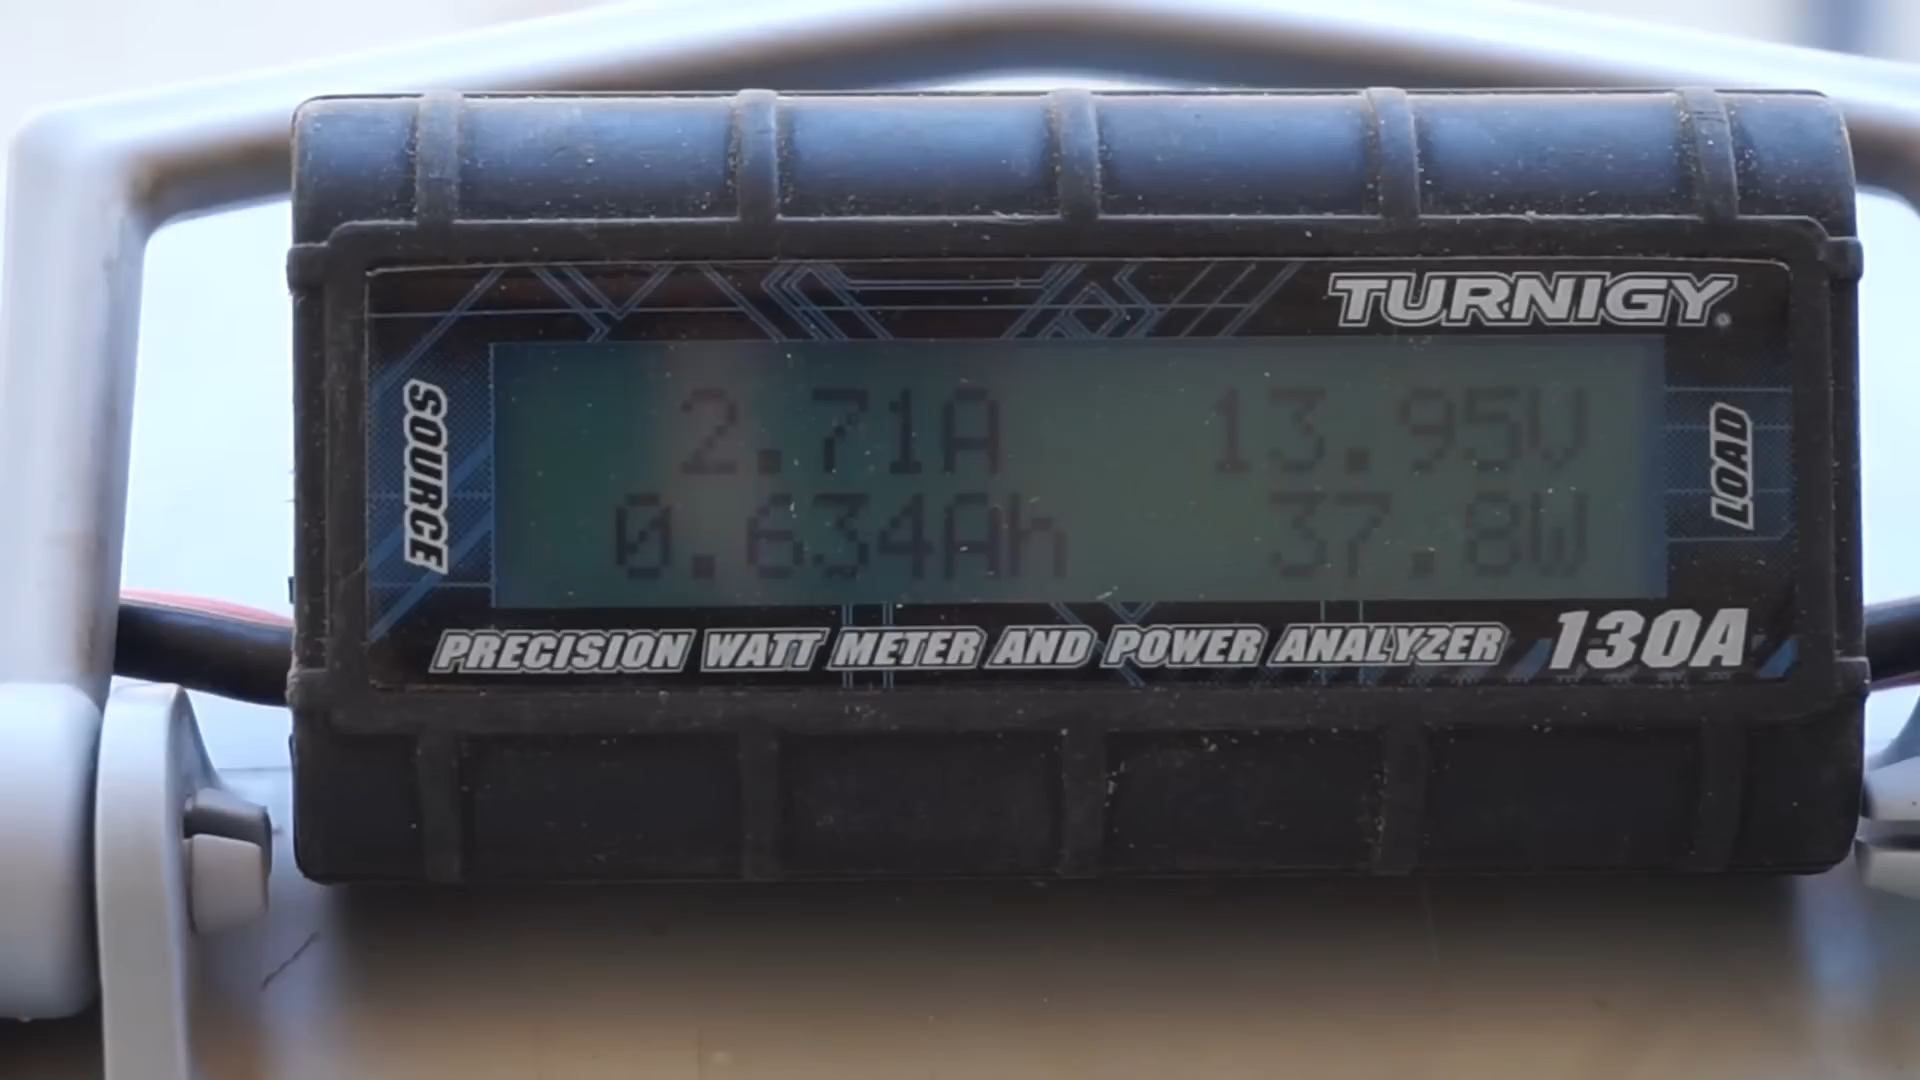 TURNIGY
SOURCE
2.71A 13.95V
0.634Ah 37.8W
LOAD
PRECISION WATT METER AND POWER ANALYZER 130A